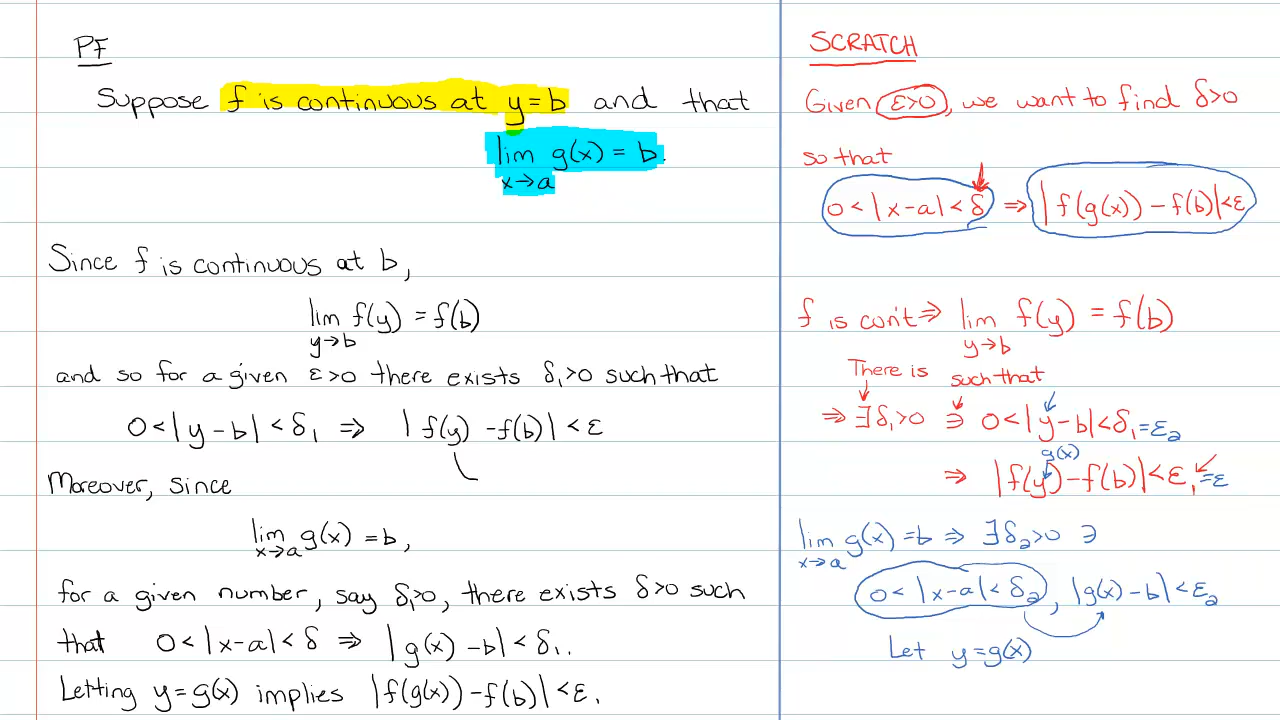 PF
Suppose f is continuous at y = b and that
lim g(x) = b.
x→a
Since f is continuous at b,
lim f(y) = f(b)
y→b
and so for a given ε>0 there exists δ₁>0 such that
0 < |y - b| < δ₁ ⇒ |f(y) - f(b)| < ε
Moreover, since
lim g(x) = b,
x→a
for a given number, say δ₁>0, there exists δ>0 such
that 0 < |x-a| < δ ⇒ |g(x) - b| < δ₁.
Letting y = g(x) implies |f(g(x)) - f(b)| < ε.
SCRATCH
Given ε>0, we want to find δ>0
so that
0 < |x-a| < δ ⇒ |f(g(x)) - f(b)| < ε
f is con't ⇒ lim f(y) = f(b)
y→b
There is such that
⇒ ∃ δ₁>0 ∋ 0 < |y - b| < δ₁ = ε₂
g(x)
⇒ |f(y) - f(b)| < ε₁ = ε
lim g(x) = b ⇒ ∃ δ₂>0 ∋
x→a
0 < |x-a| < δ₂, |g(x) - b| < ε₂
Let y = g(x)